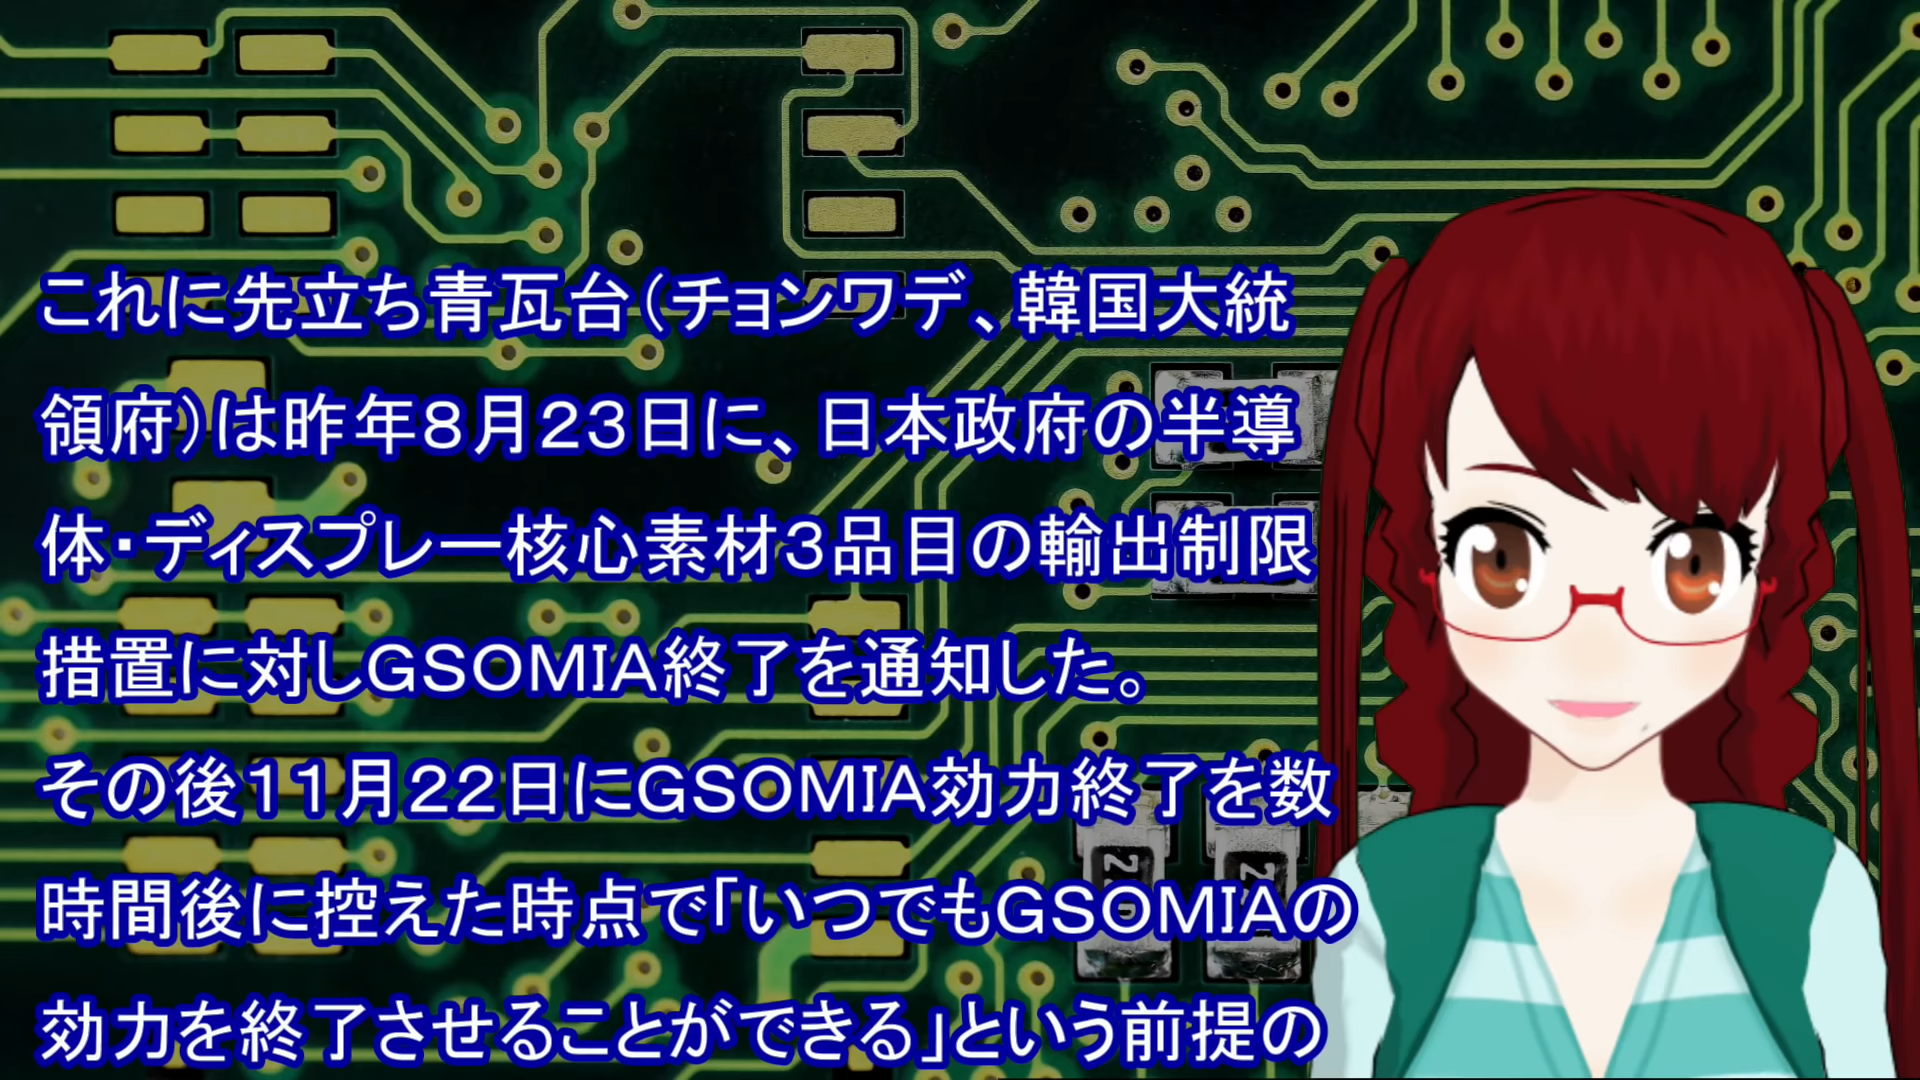 これに先立ち青瓦台（チョンワデ、韓国大統
領府）は昨年８月２３日に、日本政府の半導
体・ディスプレー核心素材３品目の輸出制限
措置に対しＧＳＯＭＩＡ終了を通知した。
その後１１月２２日にＧＳＯＭＩＡ効力終了を数
時間後に控えた時点で「いつでもＧＳＯＭＩＡの
効力を終了させることができる」という前提の